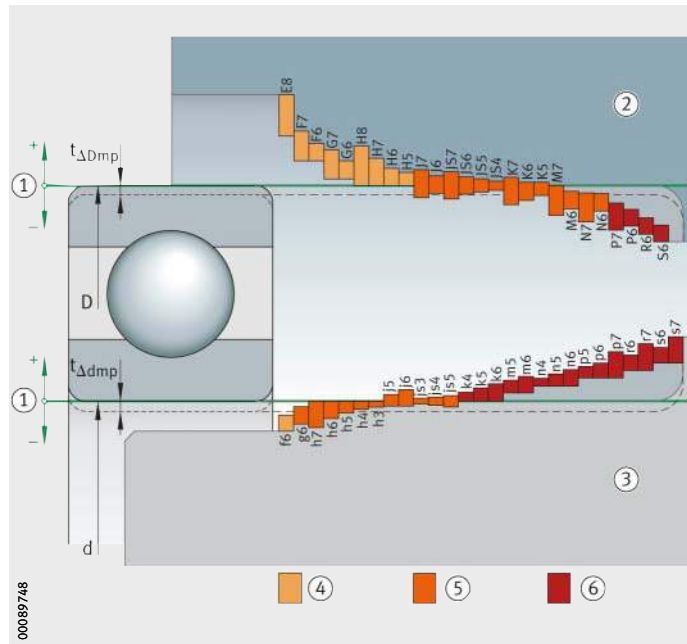 E8
F7
F6
G7
G6
H8
H7
H6
H5
J7
J6
JS7
JS6
JS5
JS4
K7
K6
K5
M7
M6
N7
N6
P7
P6
R6
S6
2
+
t∆Dmp
1
−
D
+
t∆dmp
1
−
d
f6
g6
h7
h6
h5
h4
h3
j5
j6
js3
js4
js5
k4
k5
k6
m5
m6
n4
n5
n6
p5
p6
p7
r6
r7
s6
s7
3
4
5
6
00089748